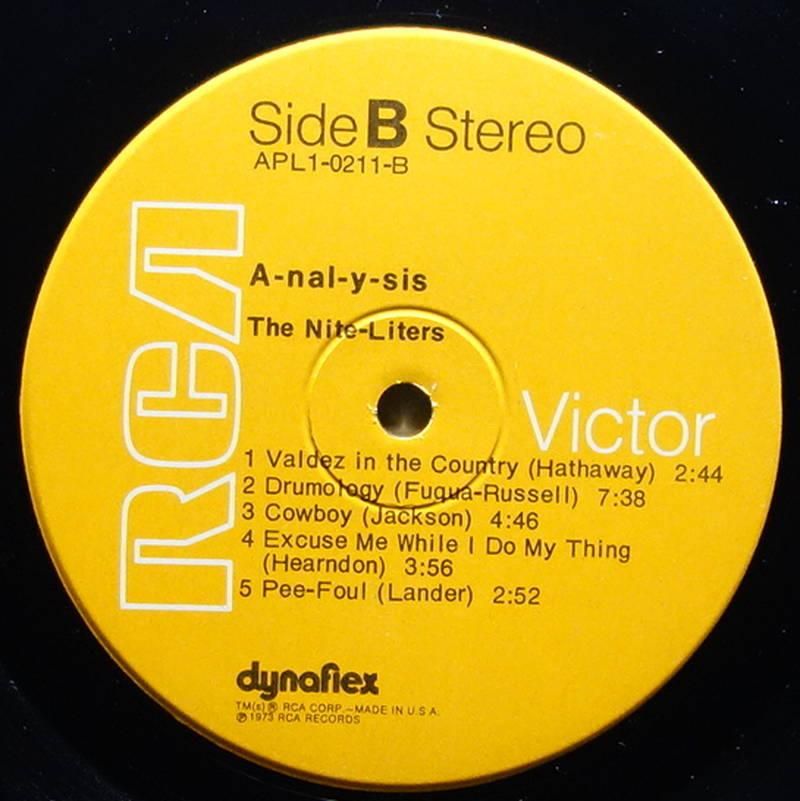 Side B Stereo
APL1-0211-B
RCA
A-nal-y-sis
The Nite-Liters
Victor
1 Valdez in the Country (Hathaway) 2:44
2 Drumology (Fuqua-Russell) 7:38
3 Cowboy (Jackson) 4:46
4 Excuse Me While I Do My Thing
(Hearndon) 3:56
5 Pee-Foul (Lander) 2:52
dynaflex
TM(s) ® RCA CORP.–MADE IN U.S.A.
℗ 1973 RCA RECORDS